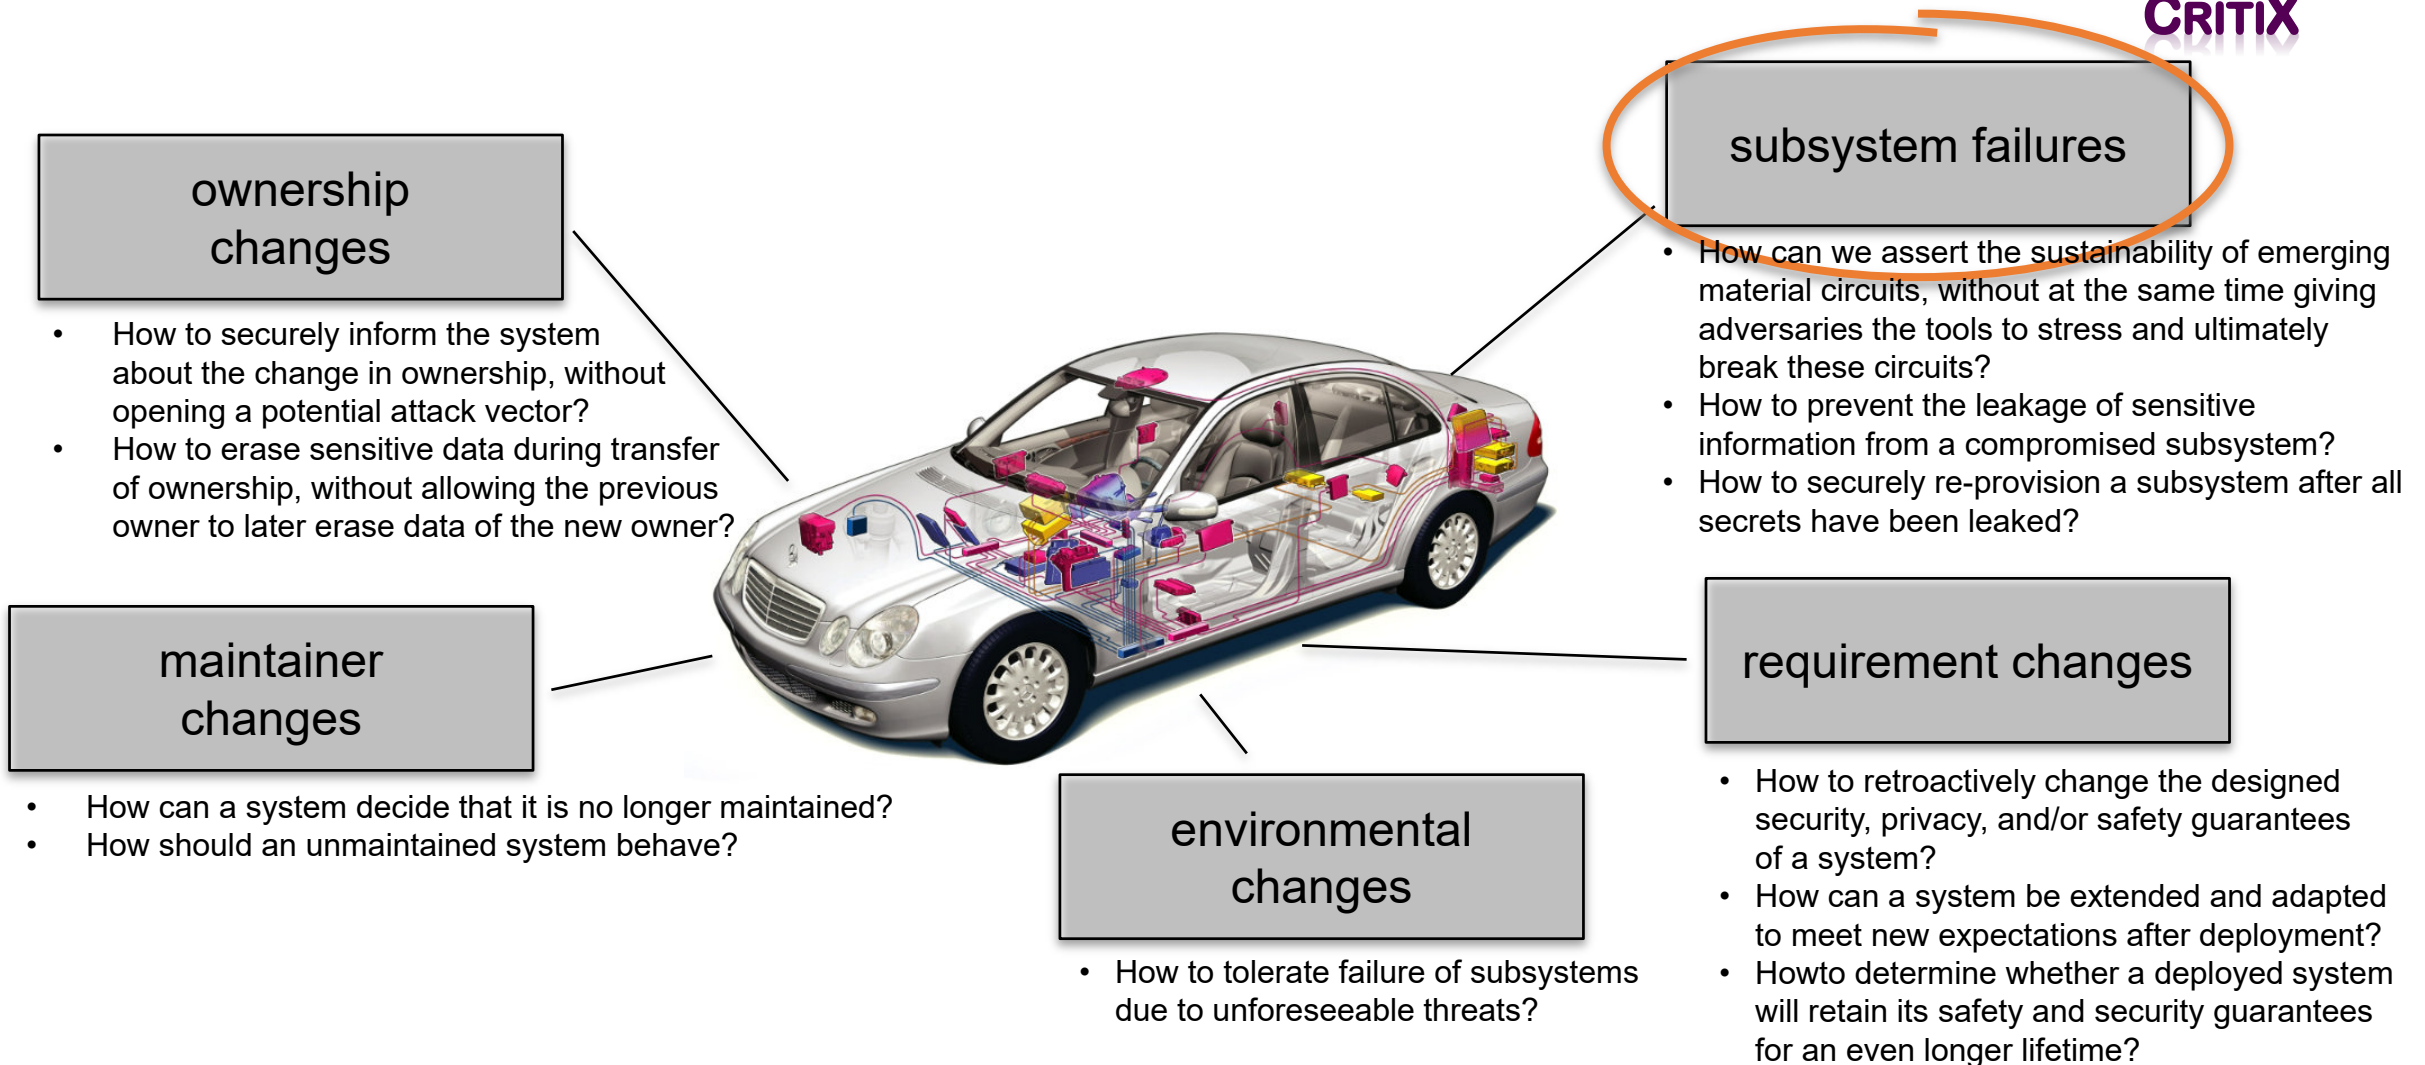 CRITIX
ownership
changes
• How to securely inform the system
about the change in ownership, without
opening a potential attack vector?
• How to erase sensitive data during transfer
of ownership, without allowing the previous
owner to later erase data of the new owner?
maintainer
changes
• How can a system decide that it is no longer maintained?
• How should an unmaintained system behave?
subsystem failures
• How can we assert the sustainability of emerging
material circuits, without at the same time giving
adversaries the tools to stress and ultimately
break these circuits?
• How to prevent the leakage of sensitive
information from a compromised subsystem?
• How to securely re-provision a subsystem after all
secrets have been leaked?
environmental
changes
• How to tolerate failure of subsystems
due to unforeseeable threats?
requirement changes
• How to retroactively change the designed
security, privacy, and/or safety guarantees
of a system?
• How can a system be extended and adapted
to meet new expectations after deployment?
• Howto determine whether a deployed system
will retain its safety and security guarantees
for an even longer lifetime?